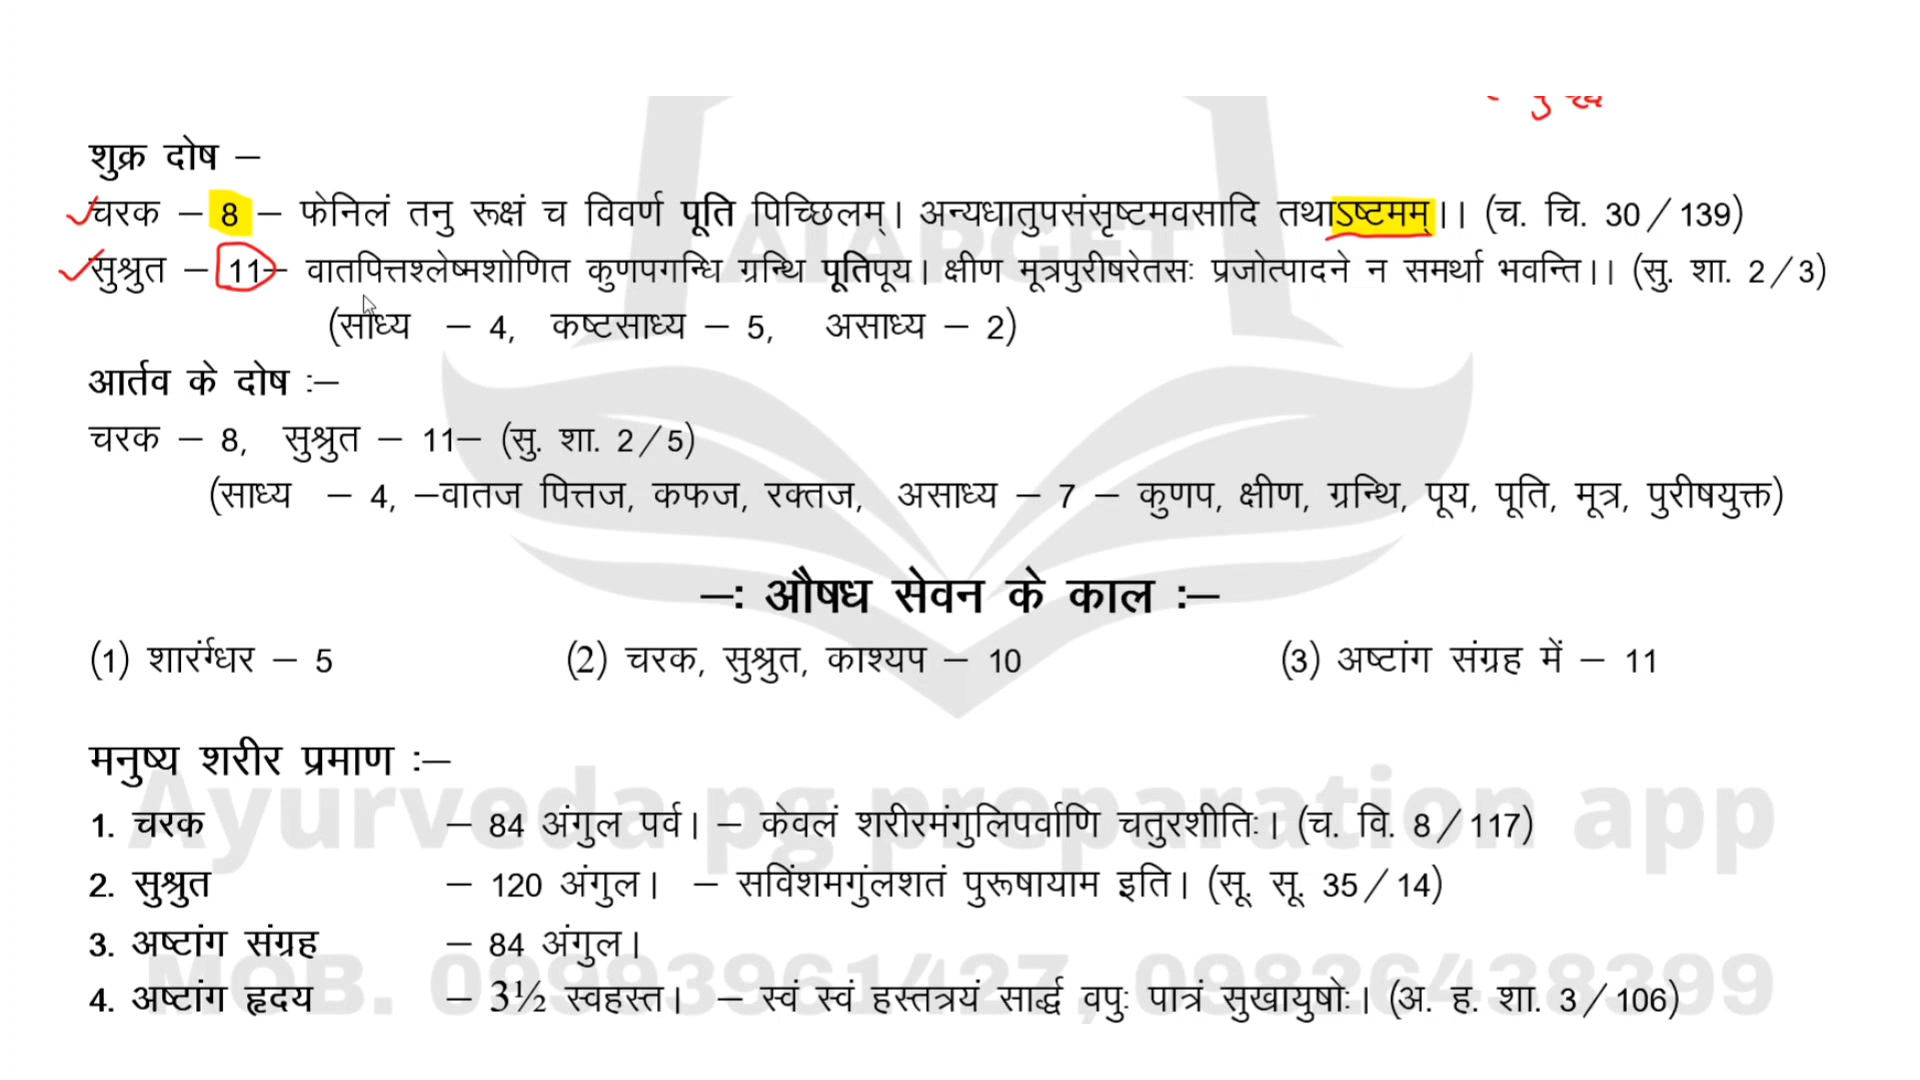 शुक्र दोष –
चरक – 8 – फेनिलं तनु रूक्षं च विवर्ण पूति पिच्छिलम्। अन्यधातुपसंसृष्टमवसादि तथाऽष्टमम्।। (च. चि. 30/139)
सुश्रुत – 11– वातपित्तश्लेष्मशोणित कुणपगन्धि ग्रन्थि पूतिपूय। क्षीण मूत्रपुरीषरेतसः प्रजोत्पादने न समर्था भवन्ति।। (सु. शा. 2/3)
(साध्य – 4, कष्टसाध्य – 5, असाध्य – 2)
आर्तव के दोष :–
चरक – 8, सुश्रुत – 11– (सु. शा. 2/5)
(साध्य – 4, –वातज पित्तज, कफज, रक्तज, असाध्य – 7 – कुणप, क्षीण, ग्रन्थि, पूय, पूति, मूत्र, पुरीषयुक्त)
–: औषध सेवन के काल :–
(1) शारंर्गधर – 5 (2) चरक, सुश्रुत, काश्यप – 10 (3) अष्टांग संग्रह में – 11
मनुष्य शरीर प्रमाण :–
1. चरक – 84 अंगुल पर्व। – केवलं शरीरमंगुलिपर्वाणि चतुरशीतिः। (च. वि. 8/117)
2. सुश्रुत – 120 अंगुल। – सविंशमगुंलशतं पुरूषायाम इति। (सू. सू. 35/14)
3. अष्टांग संग्रह – 84 अंगुल।
4. अष्टांग हृदय – 3½ स्वहस्त। – स्वं स्वं हस्तत्रयं सार्द्ध वपुः पात्रं सुखायुषोः। (अ. ह. शा. 3/106)
AIAPGET
Ayurveda pg preparation app
MOB. 09993961427, 09826438399